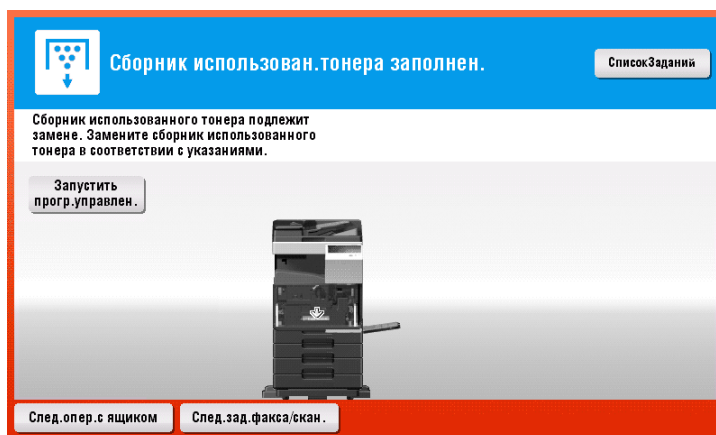 Сборник использован.тонера заполнен.
СписокЗаданий
Сборник использованного тонера подлежит
замене. Замените сборник использованного
тонера в соответствии с указаниями.
Запустить
прогр.управлен.
След.опер.с ящиком
След.зад.факса/скан.